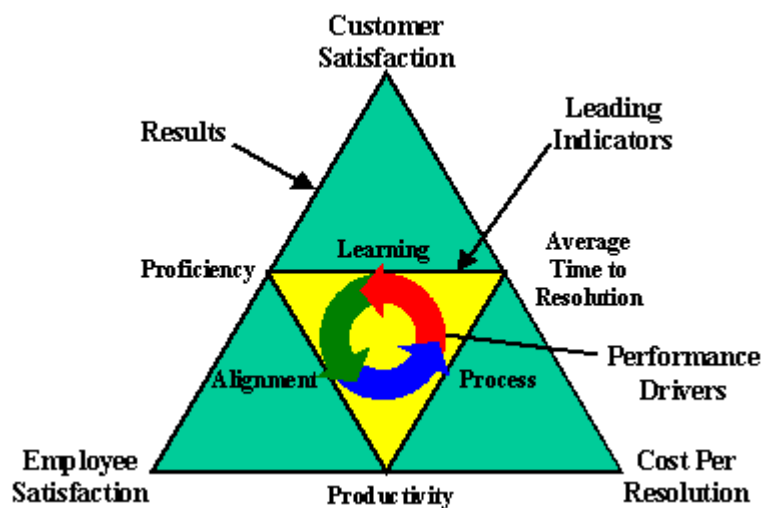 Customer
Satisfaction
Results
Leading
Indicators
Learning
Proficiency
Average
Time to
Resolution
Alignment
Process
Performance
Drivers
Employee
Satisfaction
Productivity
Cost Per
Resolution